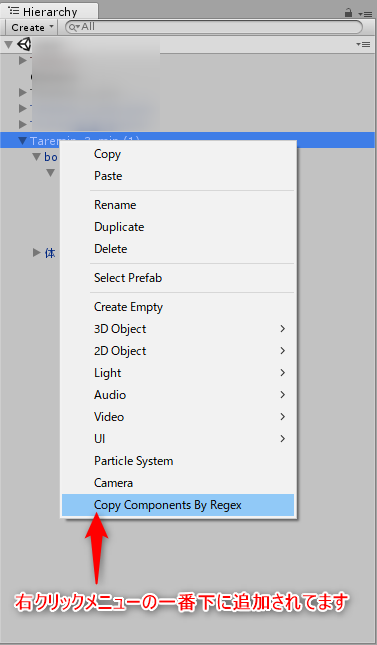 Hierarchy
Create
All
bo
体
Copy
Paste
Rename
Duplicate
Delete
Select Prefab
Create Empty
3D Object
2D Object
Light
Audio
Video
UI
Particle System
Camera
Copy Components By Regex
右クリックメニューの一番下に追加されてます